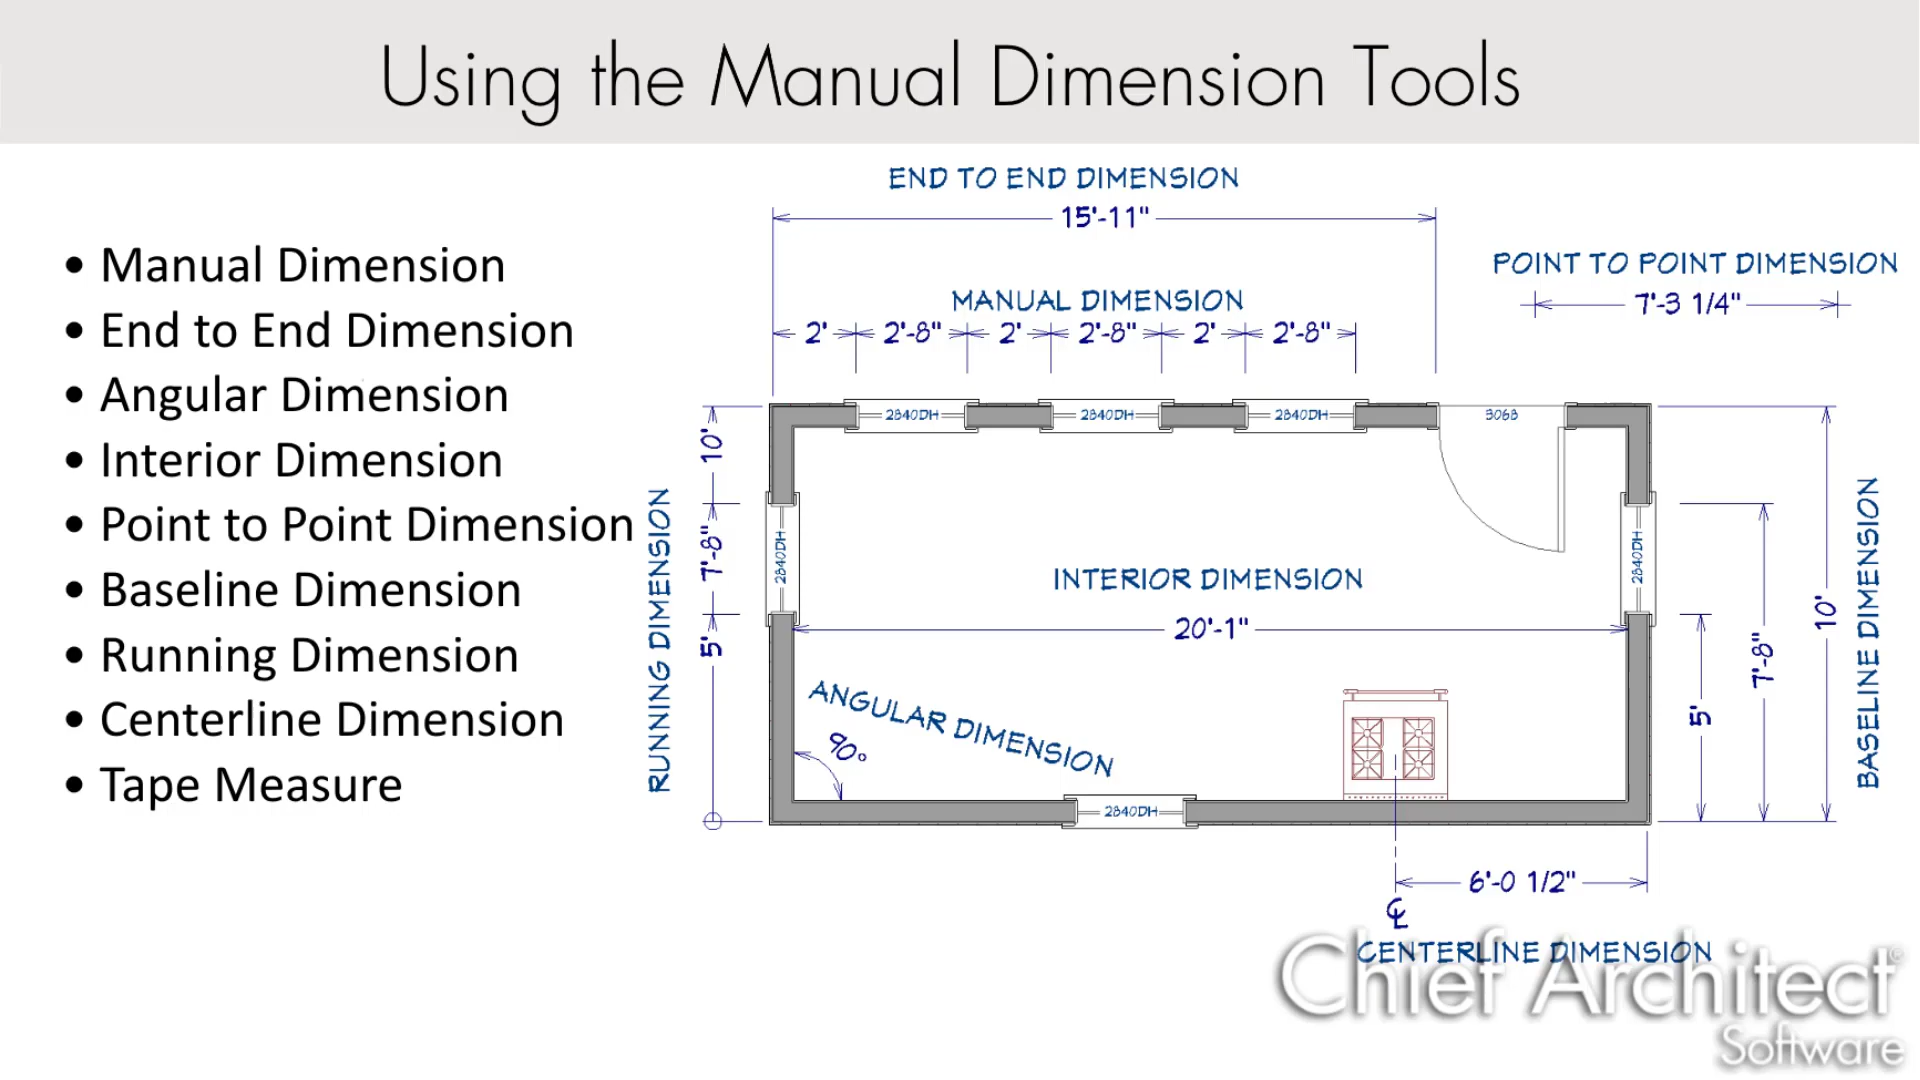 Using the Manual Dimension Tools
• Manual Dimension
• End to End Dimension
• Angular Dimension
• Interior Dimension
• Point to Point Dimension
• Baseline Dimension
• Running Dimension
• Centerline Dimension
• Tape Measure
END TO END DIMENSION
15'-11"
POINT TO POINT DIMENSION
7'-3 1/4"
MANUAL DIMENSION
2' 2'-8" 2' 2'-8" 2' 2'-8"
2840DH 2840DH 2840DH 3068
RUNNING DIMENSION
10'
7'-8"
5'
2840DH
INTERIOR DIMENSION
20'-1"
ANGULAR DIMENSION
90°
2840DH
2840DH
5'
7'-8"
10'
BASELINE DIMENSION
6'-0 1/2"
℄
CENTERLINE DIMENSION
Chief Architect®
Software